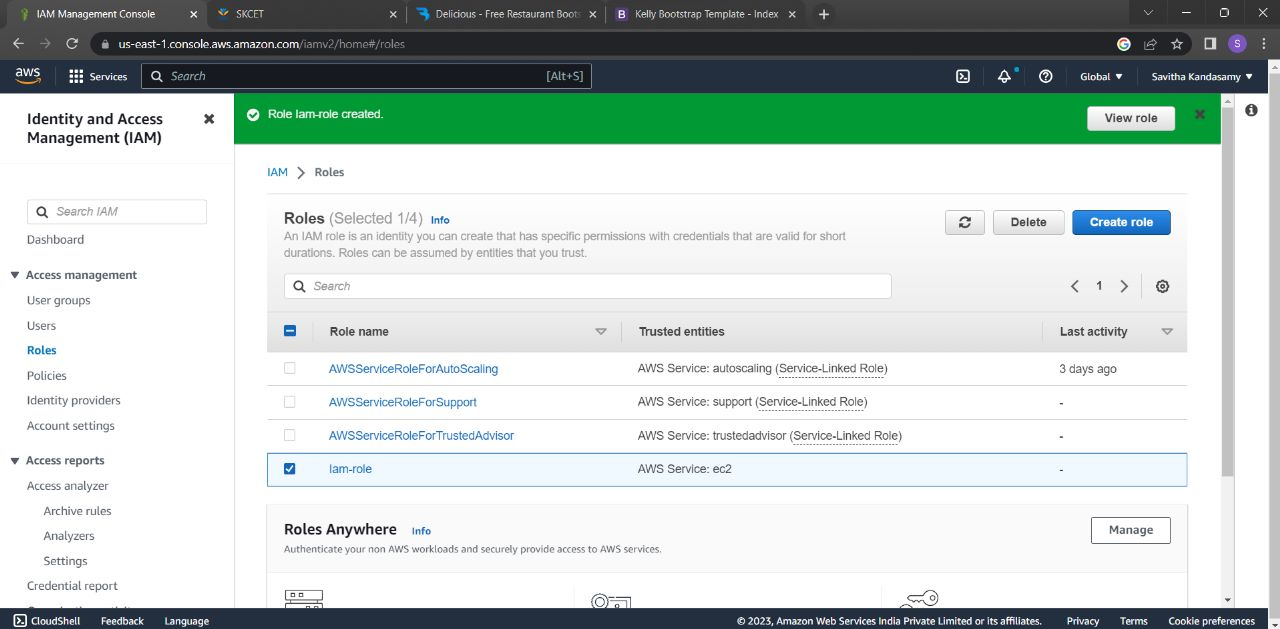 IAM Management Console
SKCET
Delicious - Free Restaurant Boots
Kelly Bootstrap Template - Index
us-east-1.console.aws.amazon.com/iamv2/home#/roles
S
aws
Services
Search
[Alt+S]
Global
Savitha Kandasamy
Identity and Access
Management (IAM)
Search IAM
Dashboard
Access management
User groups
Users
Roles
Policies
Identity providers
Account settings
Access reports
Access analyzer
Archive rules
Analyzers
Settings
Credential report
Role Iam-role created.
View role
IAM > Roles
Roles (Selected 1/4) Info
An IAM role is an identity you can create that has specific permissions with credentials that are valid for short
durations. Roles can be assumed by entities that you trust.
Delete
Create role
Search
1
Role name Trusted entities Last activity
AWSServiceRoleForAutoScaling AWS Service: autoscaling (Service-Linked Role) 3 days ago
AWSServiceRoleForSupport AWS Service: support (Service-Linked Role) -
AWSServiceRoleForTrustedAdvisor AWS Service: trustedadvisor (Service-Linked Role) -
Iam-role AWS Service: ec2 -
Roles Anywhere Info
Authenticate your non AWS workloads and securely provide access to AWS services.
Manage
CloudShell Feedback Language
© 2023, Amazon Web Services India Private Limited or its affiliates. Privacy Terms Cookie preferences